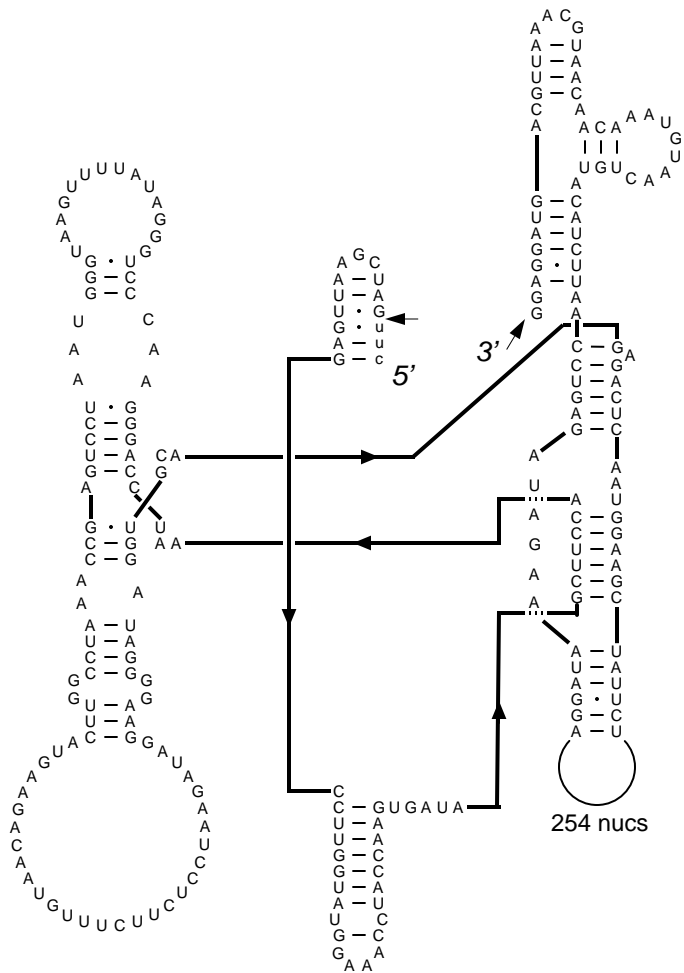 A C
A G
A U
U A
U A
G C
C A
A A
A C A A A U G U A A C U G U
G U A G G A G
A C A U C U U A A
3’
5’
A G C U A G u u c
A A U U G A G
U A A G U U U U A U A G G G U
G G G
C C C
U A A
C A A
U C C U G A G C C
G G G A C C U A A
A C G A
U G G A
A A A U C C
U A G G
G G
U U C
A A G
A U G A A C A G A C A A U G U U U C U U C U C C U A A G A U A G
C C U U G G U A U G G A A
G U G A U A
A A C C A U C C A A
C C U G A G
G A G A C U C
A U A G A A
A C C U U C G
A A U G G A A G C
A U A G G A
U A U U C U
254 nucs